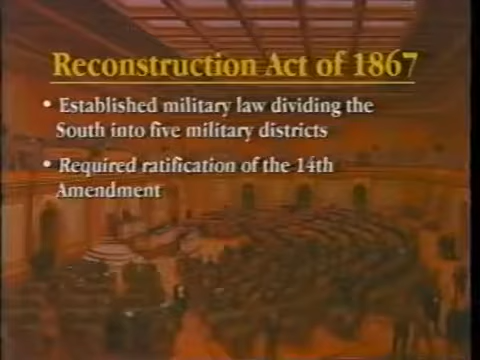 Reconstruction Act of 1867
• Established military law dividing the
South into five military districts
• Required ratification of the 14th
Amendment